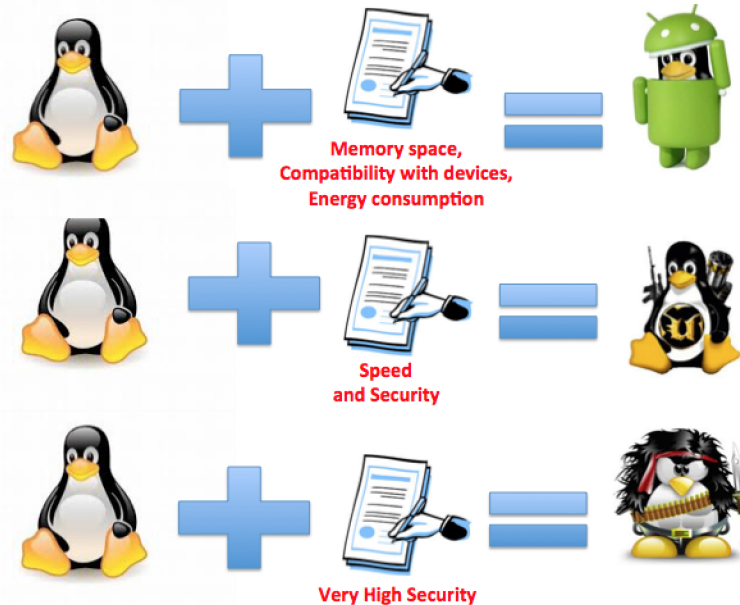 Memory space,
Compatibility with devices,
Energy consumption
Speed
and Security
Very High Security